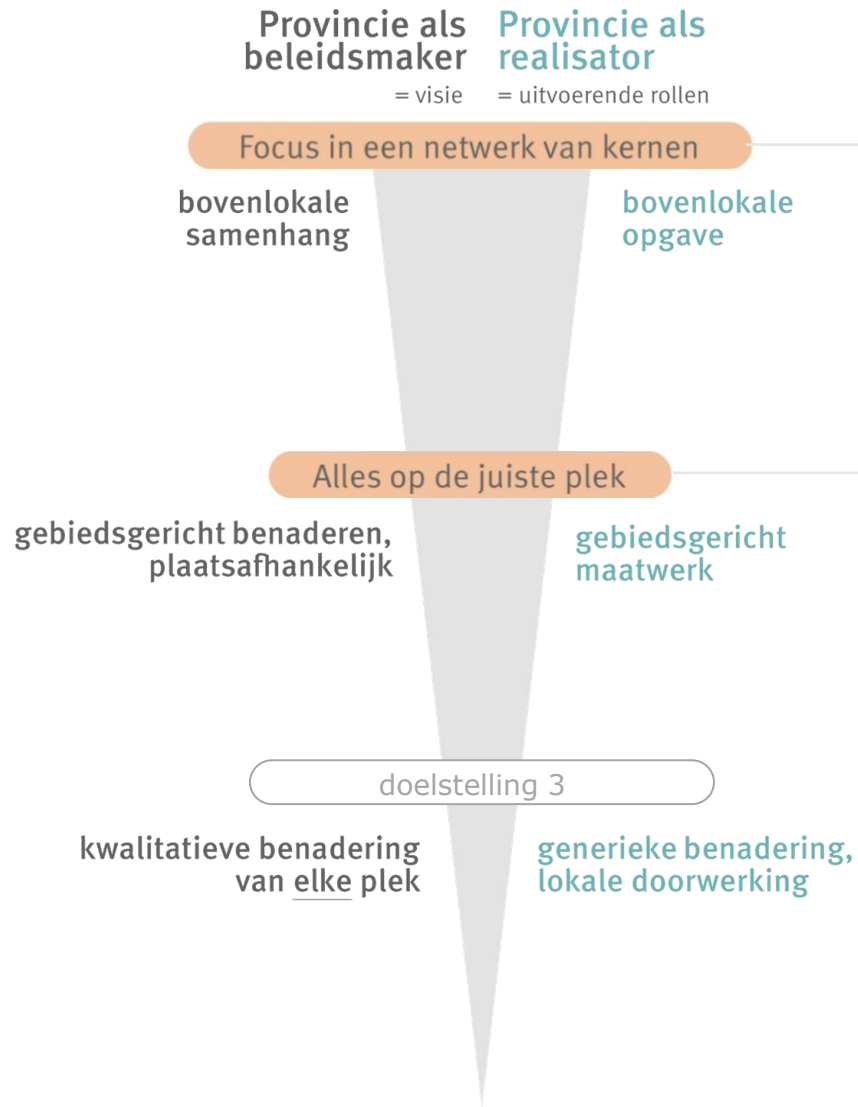 Provincie als
beleidsmaker
= visie
Provincie als
realisator
= uitvoerende rollen
Focus in een netwerk van kernen
bovenlokale
samenhang
bovenlokale
opgave
Alles op de juiste plek
gebiedsgericht benaderen,
plaatsafhankelijk
gebiedsgericht
maatwerk
doelstelling 3
kwalitatieve benadering
van elke plek
generieke benadering,
lokale doorwerking